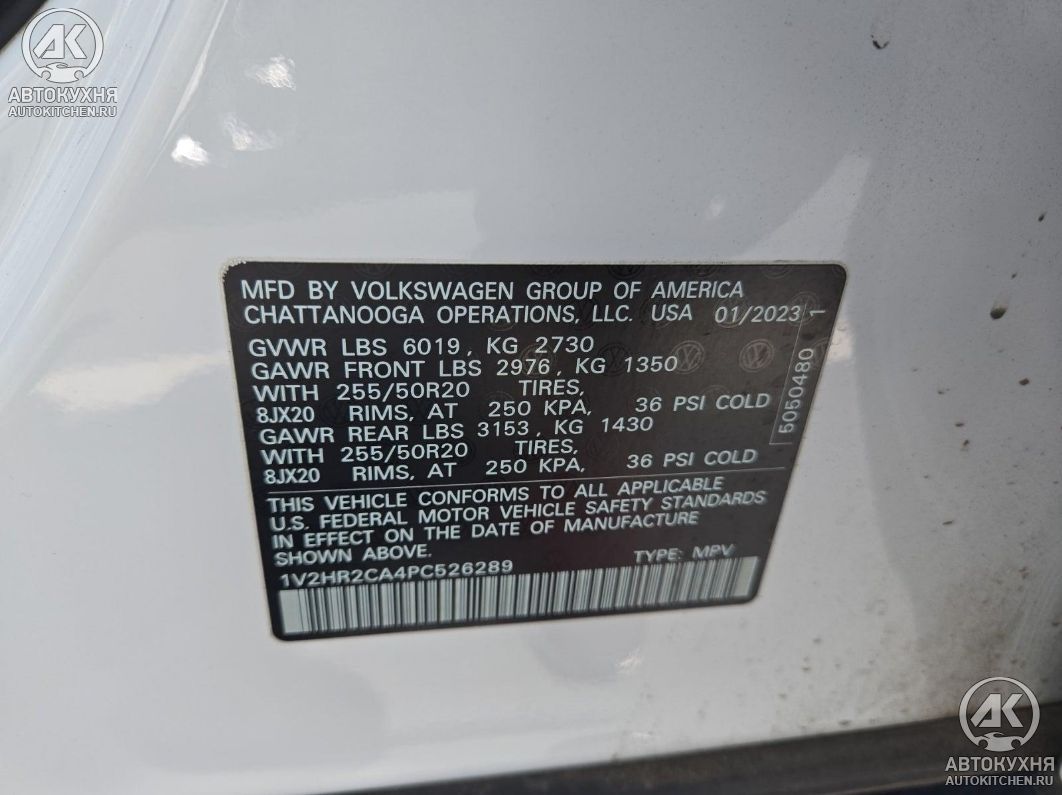 АК
АВТОКУХНЯ
AUTOKITCHEN.RU
MFD BY VOLKSWAGEN GROUP OF AMERICA
CHATTANOOGA OPERATIONS, LLC. USA 01/2023 1
GVWR LBS 6019, KG 2730
GAWR FRONT LBS 2976, KG 1350
WITH 255/50R20 TIRES,
8JX20 RIMS, AT 250 KPA, 36 PSI COLD
GAWR REAR LBS 3153, KG 1430
WITH 255/50R20 TIRES,
8JX20 RIMS, AT 250 KPA, 36 PSI COLD
5050480
THIS VEHICLE CONFORMS TO ALL APPLICABLE
U.S. FEDERAL MOTOR VEHICLE SAFETY STANDARDS
IN EFFECT ON THE DATE OF MANUFACTURE
SHOWN ABOVE.
1V2HR2CA4PC526289 TYPE: MPV
АК
АВТОКУХНЯ
AUTOKITCHEN.RU